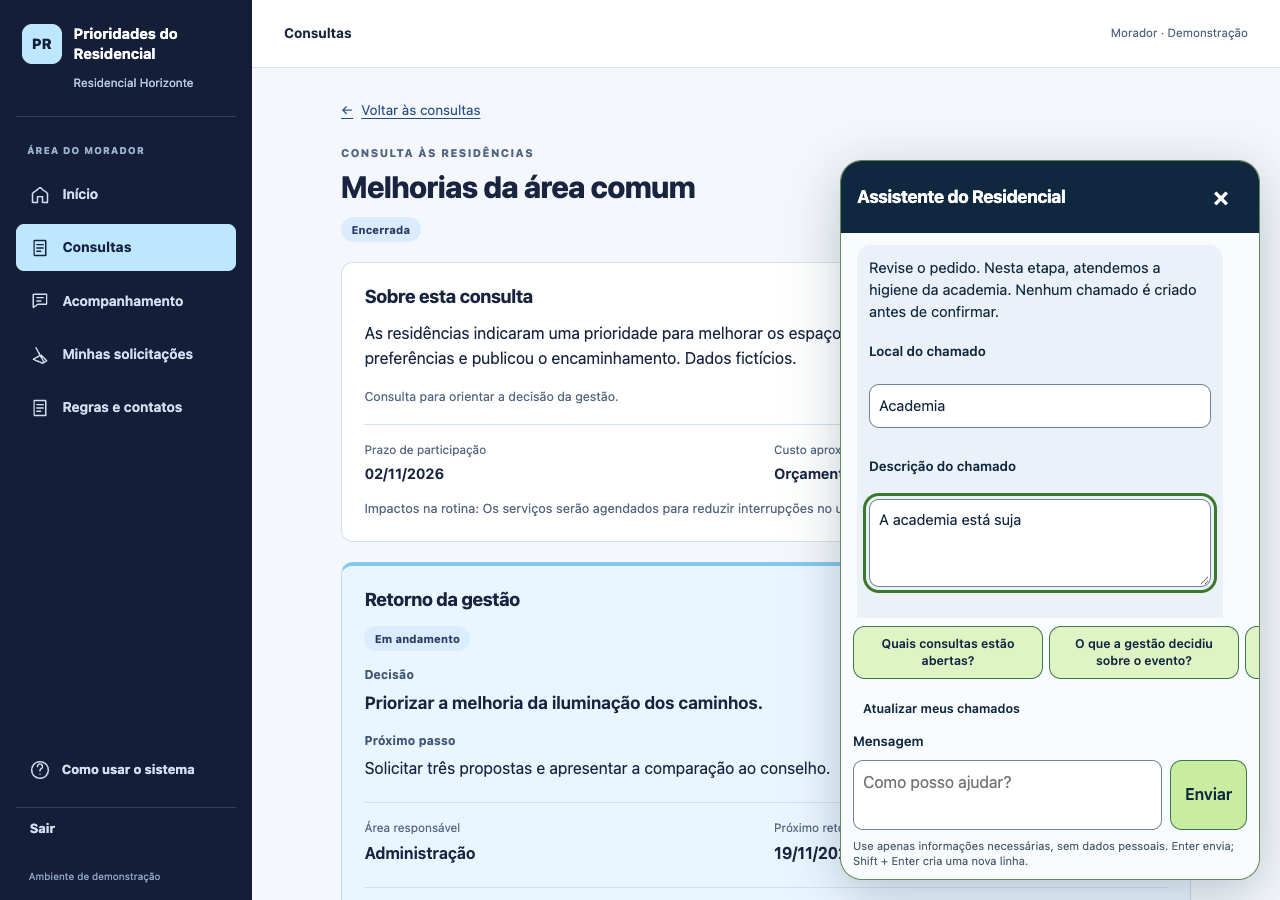 PR
Prioridades do
Residencial
Residencial Horizonte
ÁREA DO MORADOR
Início
Consultas
Acompanhamento
Minhas solicitações
Regras e contatos
Como usar o sistema
Sair
Ambiente de demonstração
Consultas
Morador · Demonstração
← Voltar às consultas
CONSULTA ÀS RESIDÊNCIAS
Melhorias da área comum
Encerrada
Sobre esta consulta
As residências indicaram uma prioridade para melhorar os espaço
preferências e publicou o encaminhamento. Dados fictícios.
Consulta para orientar a decisão da gestão.
Prazo de participação
02/11/2026
Custo aprox
Orçament
Impactos na rotina: Os serviços serão agendados para reduzir interrupções no u
Retorno da gestão
Em andamento
Decisão
Priorizar a melhoria da iluminação dos caminhos.
Próximo passo
Solicitar três propostas e apresentar a comparação ao conselho.
Área responsável
Administração
Próximo reto
19/11/202
Assistente do Residencial
×
Revise o pedido. Nesta etapa, atendemos a
higiene da academia. Nenhum chamado é criado
antes de confirmar.
Local do chamado
Academia
Descrição do chamado
A academia está suja
Quais consultas estão
abertas?
O que a gestão decidiu
sobre o evento?
Atualizar meus chamados
Mensagem
Como posso ajudar?
Enviar
Use apenas informações necessárias, sem dados pessoais. Enter envia;
Shift + Enter cria uma nova linha.